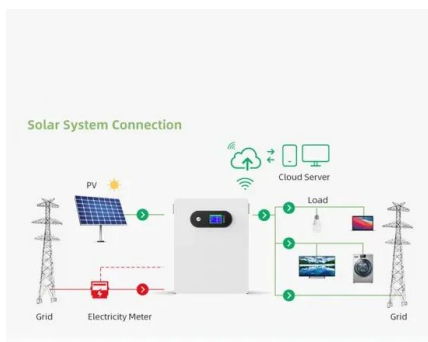 Solar System Connection
Cloud Server
PV
Load
Grid
Electricity Meter
Grid